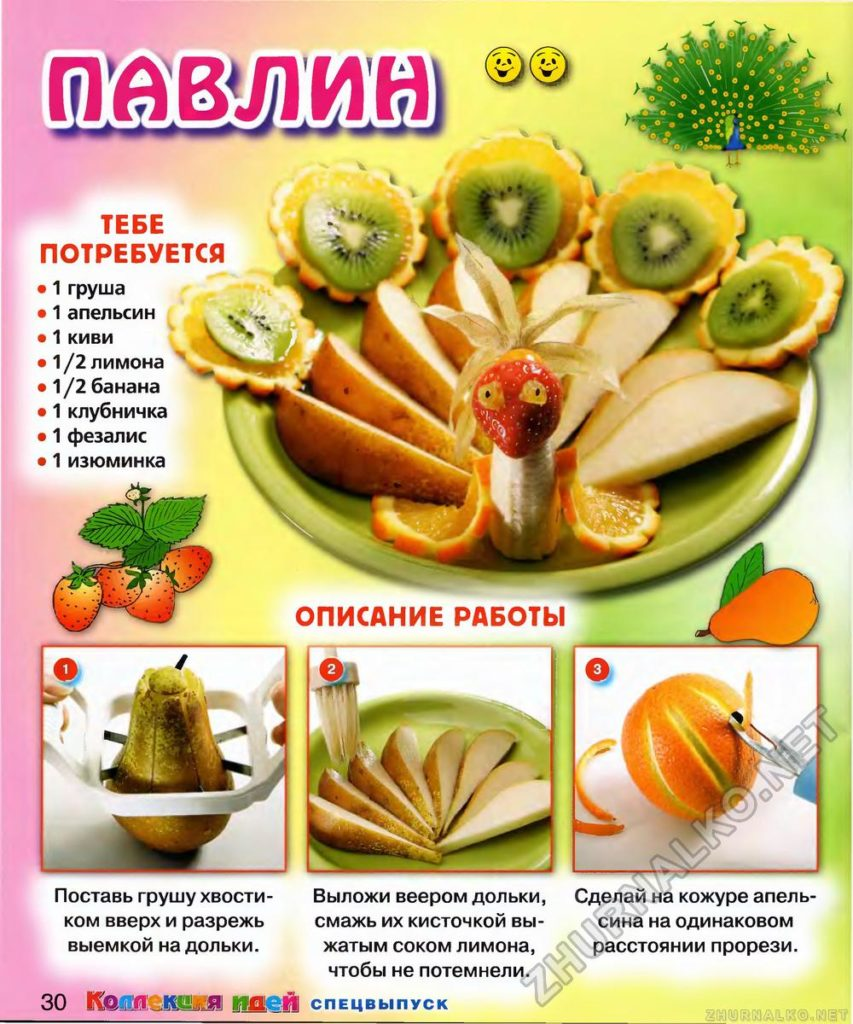 ПАВЛИН
ТЕБЕ
ПОТРЕБУЕТСЯ
• 1 груша
• 1 апельсин
• 1 киви
• 1/2 лимона
• 1/2 банана
• 1 клубничка
• 1 фезалис
• 1 изюминка
ОПИСАНИЕ РАБОТЫ
1
2
3
Поставь грушу хвости-
ком вверх и разрежь
выемкой на дольки.
Выложи веером дольки,
смажь их кисточкой вы-
жатым соком лимона,
чтобы не потемнели.
Сделай на кожуре апель-
сина на одинаковом
расстоянии прорези.
30 Коллекция идей СПЕЦВЫПУСК
ZHURNALKO.NET
ZHURNALKO.NET